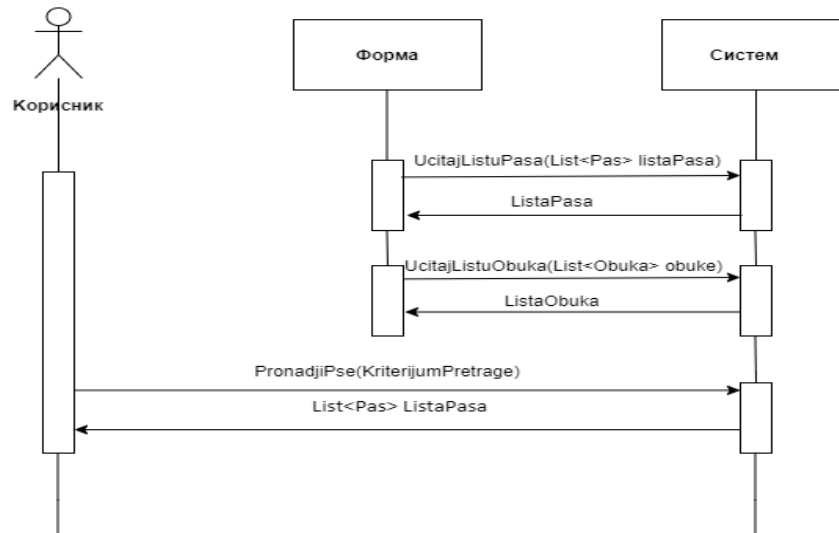 Форма
Систем
Корисник
UcitajListuPasa(List<Pas> listaPasa)
ListaPasa
UcitajListuObuka(List<Obuka> obuke)
ListaObuka
PronadjiPse(KriterijumPretrage)
List<Pas> ListaPasa